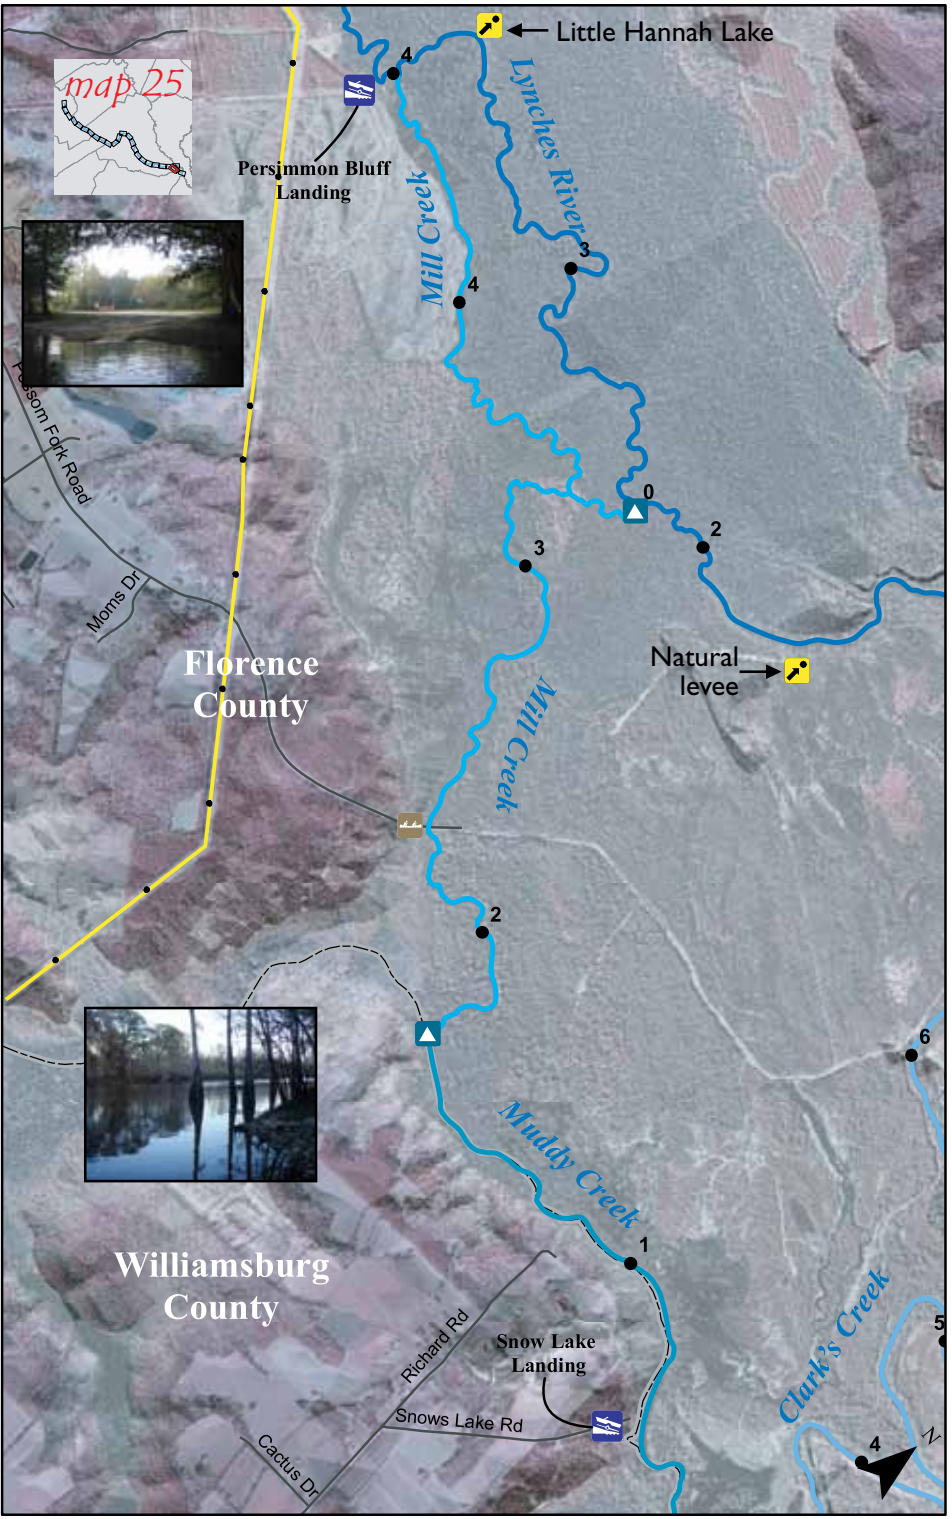 Little Hannah Lake
4
map 25
Lynches River
Persimmon Bluff
Landing
Mill Creek
3
4
Possom Fork Road
0
2
3
Moms Dr
Florence
County
Natural
levee
Mill Creek
2
6
Muddy Creek
1
Williamsburg
County
Clark's Creek
5
Richard Rd
Snow Lake
Landing
Snows Lake Rd
N
4
Cactus Dr